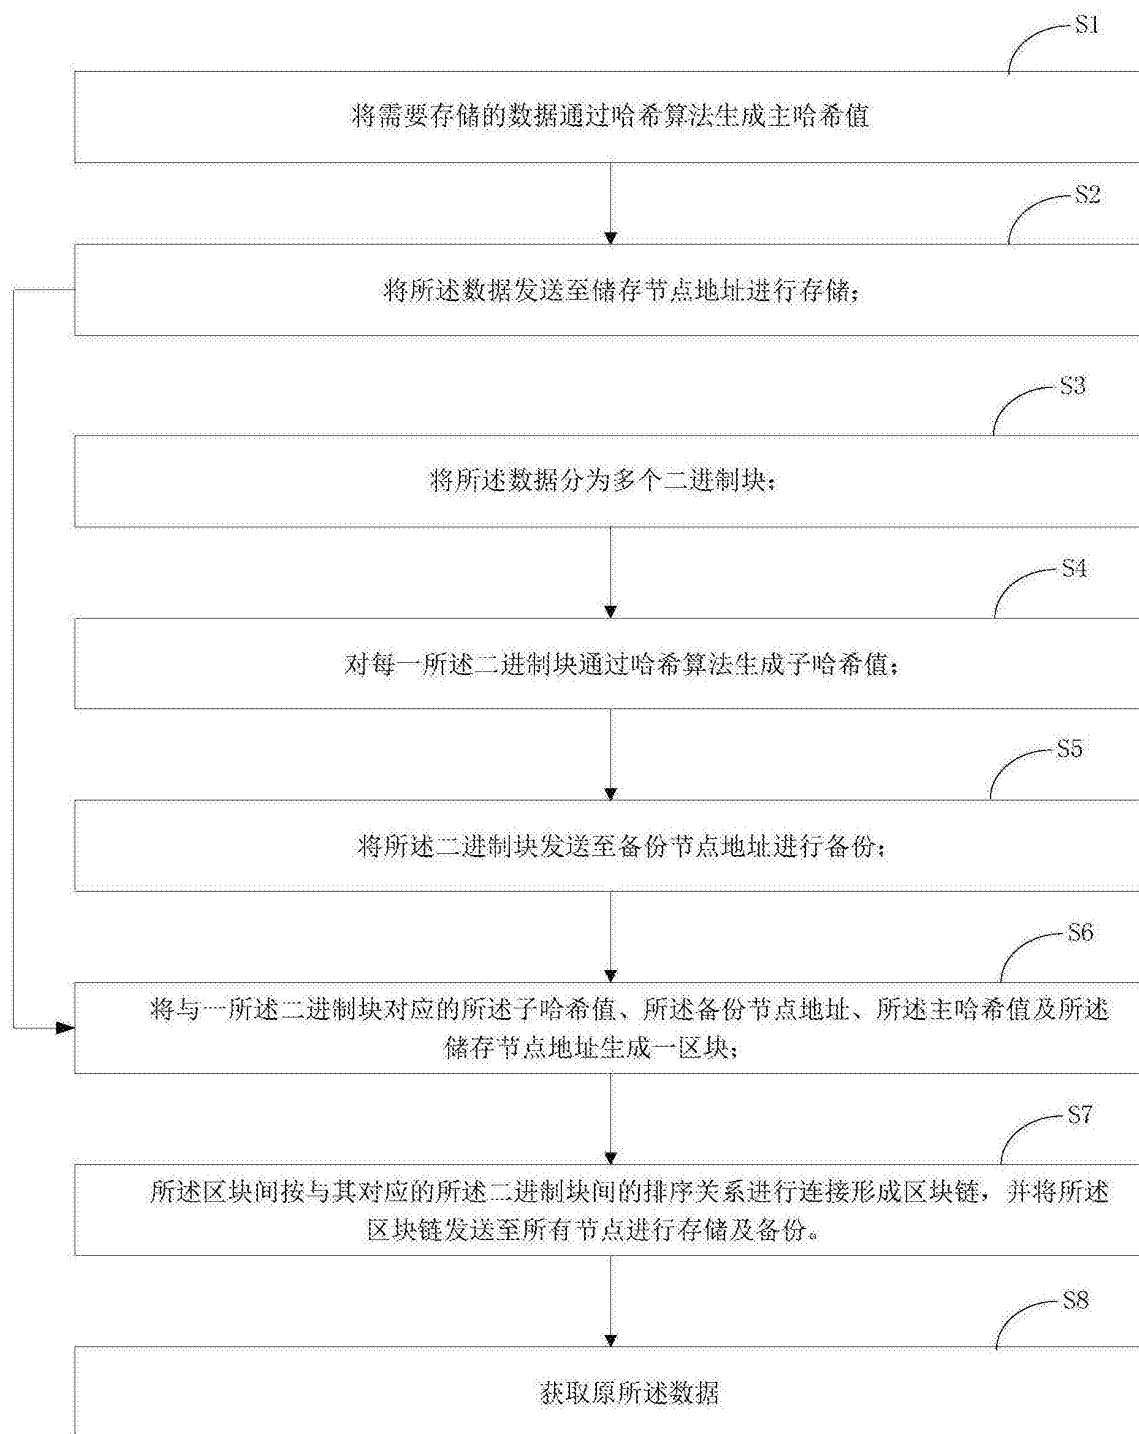 S1
将需要存储的数据通过哈希算法生成主哈希值
S2
将所述数据发送至储存节点地址进行存储;
S3
将所述数据分为多个二进制块;
S4
对每一所述二进制块通过哈希算法生成子哈希值;
S5
将所述二进制块发送至备份节点地址进行备份;
S6
将与一所述二进制块对应的所述子哈希值、所述备份节点地址、所述主哈希值及所述
储存节点地址生成一区块;
S7
所述区块间按与其对应的所述二进制块间的排序关系进行连接形成区块链,并将所述
区块链发送至所有节点进行存储及备份。
S8
获取原所述数据